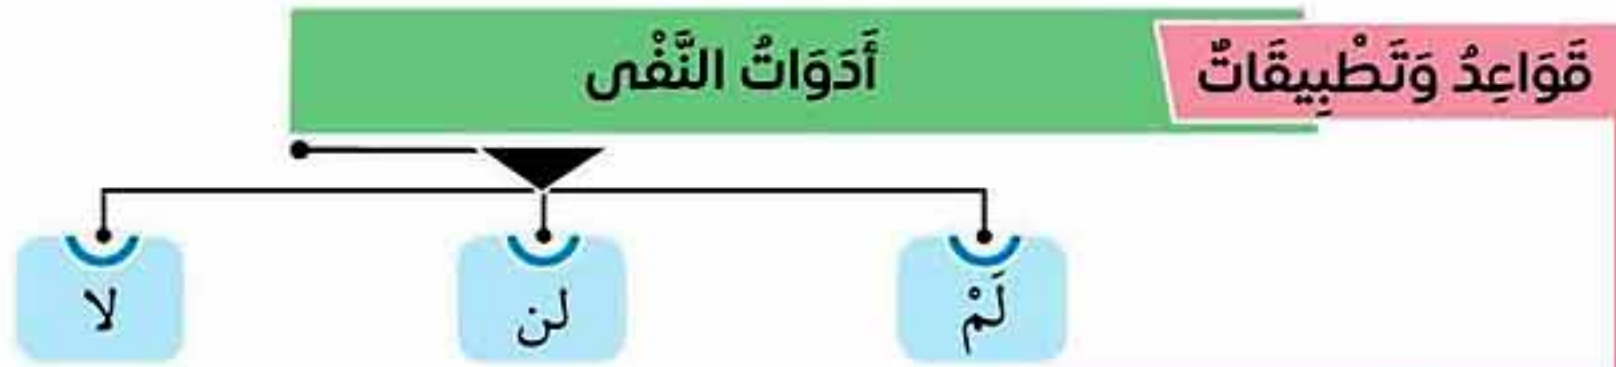 قَوَاعِدُ وَتَطْبِيقَاتٌ
أَدَوَاتُ النَّفْى
لَمْ
لن
لا